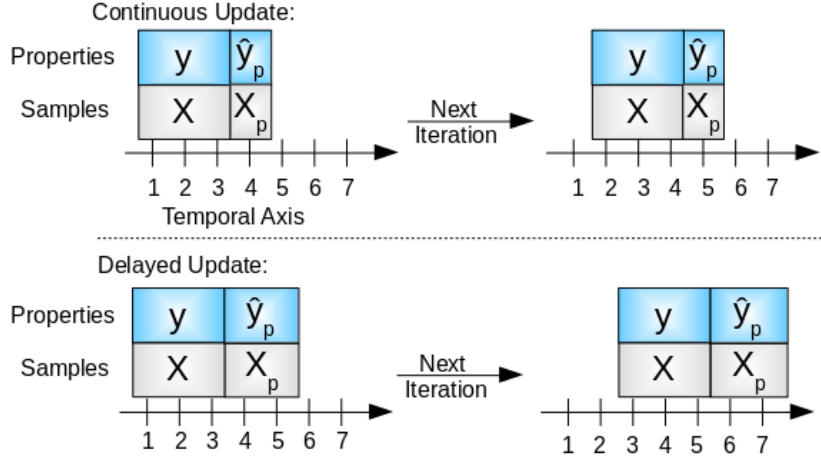 Continuous Update:
Properties y ŷp y ŷp
Samples X Xp X Xp
Next
Iteration
1 2 3 4 5 6 7 1 2 3 4 5 6 7
Temporal Axis
Delayed Update:
Properties y ŷp y ŷp
Samples X Xp X Xp
Next
Iteration
1 2 3 4 5 6 7 1 2 3 4 5 6 7